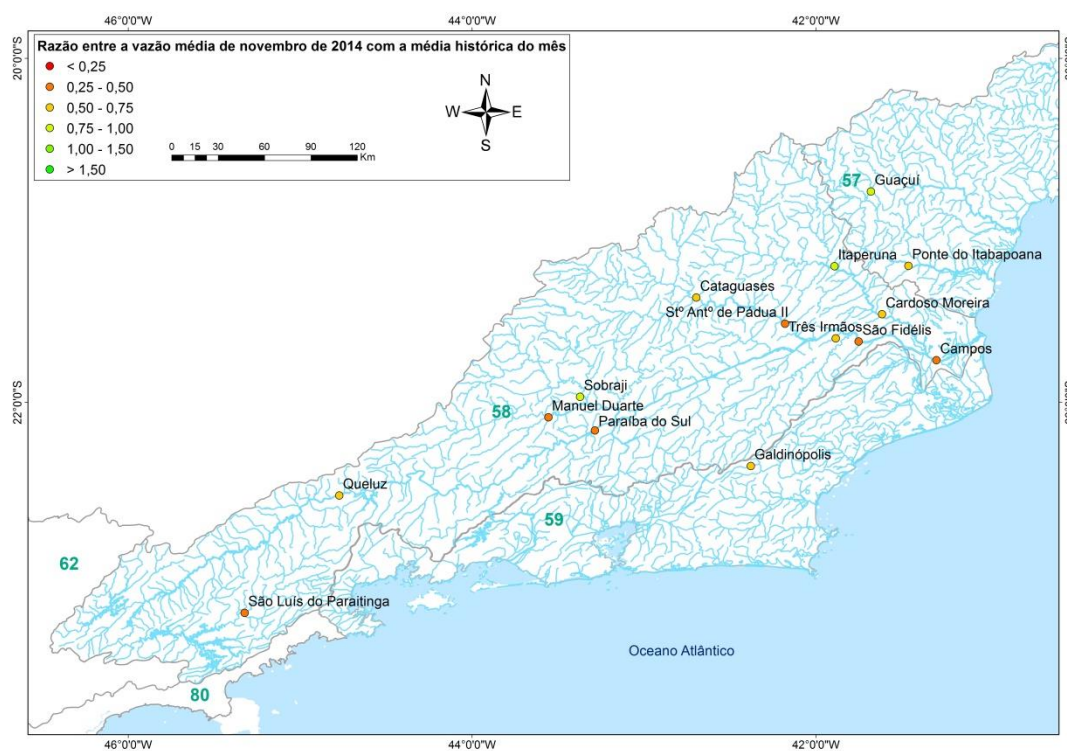 46°0'0"W
44°0'0"W
42°0'0"W
20°0'0"S
Razão entre a vazão média de novembro de 2014 com a média histórica do mês
< 0,25
0,25 - 0,50
0,50 - 0,75
0,75 - 1,00
1,00 - 1,50
> 1,50
N
W
E
S
0 15 30 60 90 120
Km
57
Guaçuí
Itaperuna
Ponte do Itabapoana
Cataguases
Stº Antº de Pádua II
Cardoso Moreira
Três Irmãos
São Fidélis
Campos
Sobraji
22°0'0"S
58
Manuel Duarte
Paraíba do Sul
Galdinópolis
Queluz
59
62
São Luís do Paraitinga
Oceano Atlântico
80
46°0'0"W
44°0'0"W
42°0'0"W